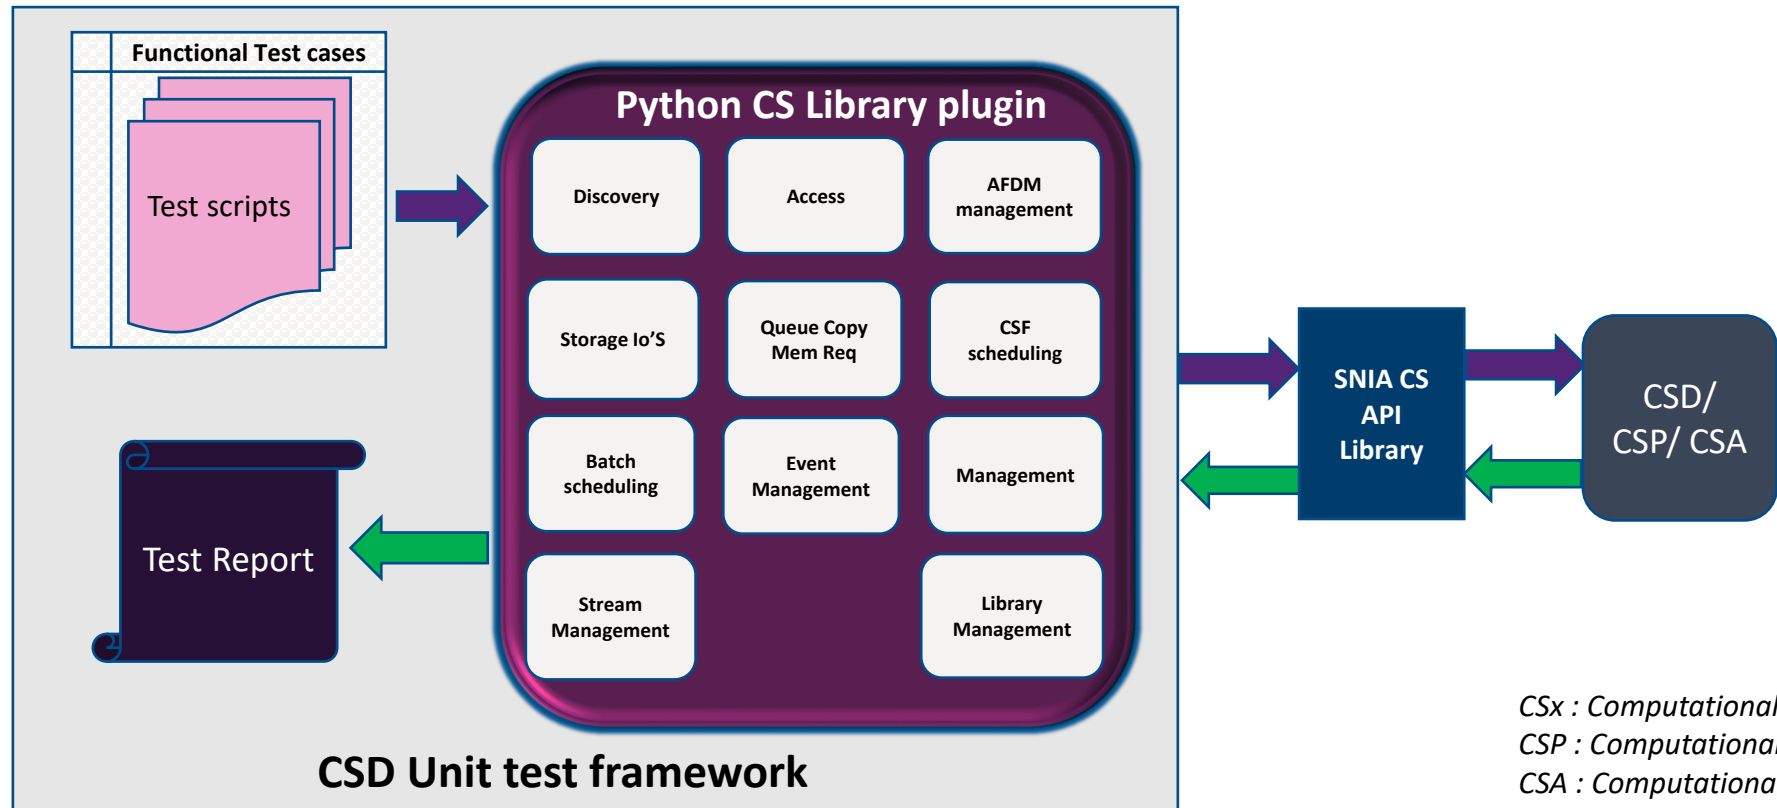 Functional Test cases
Test scripts
Python CS Library plugin
Discovery
Access
AFDM
management
Storage Io’S
Queue Copy
Mem Req
CSF
scheduling
Batch
scheduling
Event
Management
Management
Stream
Management
Library
Management
Test Report
CSD Unit test framework
SNIA CS
API
Library
CSD/
CSP/ CSA
CSx : Computational
CSP : Computational
CSA : Computational